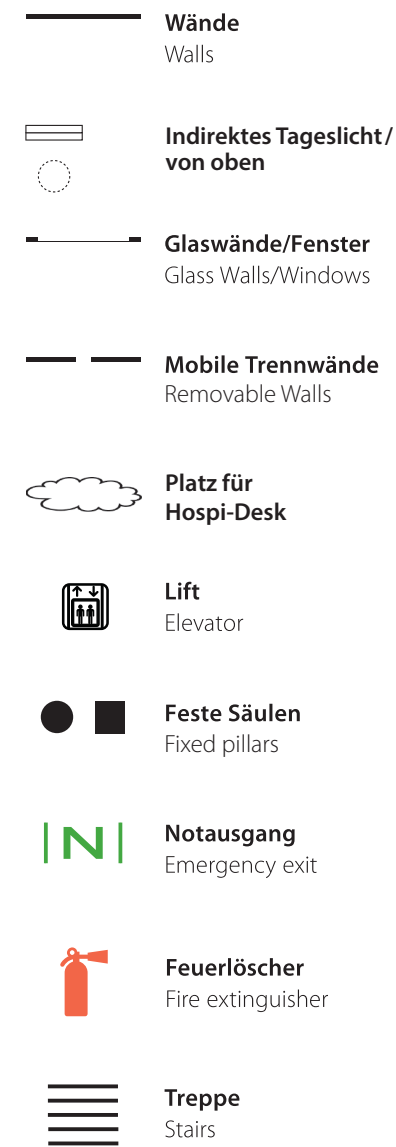 Wände
Walls
Indirektes Tageslicht /
von oben
Glaswände/Fenster
Glass Walls/Windows
Mobile Trennwände
Removable Walls
Platz für
Hospi-Desk
Lift
Elevator
Feste Säulen
Fixed pillars
|N|
Notausgang
Emergency exit
Feuerlöscher
Fire extinguisher
Treppe
Stairs